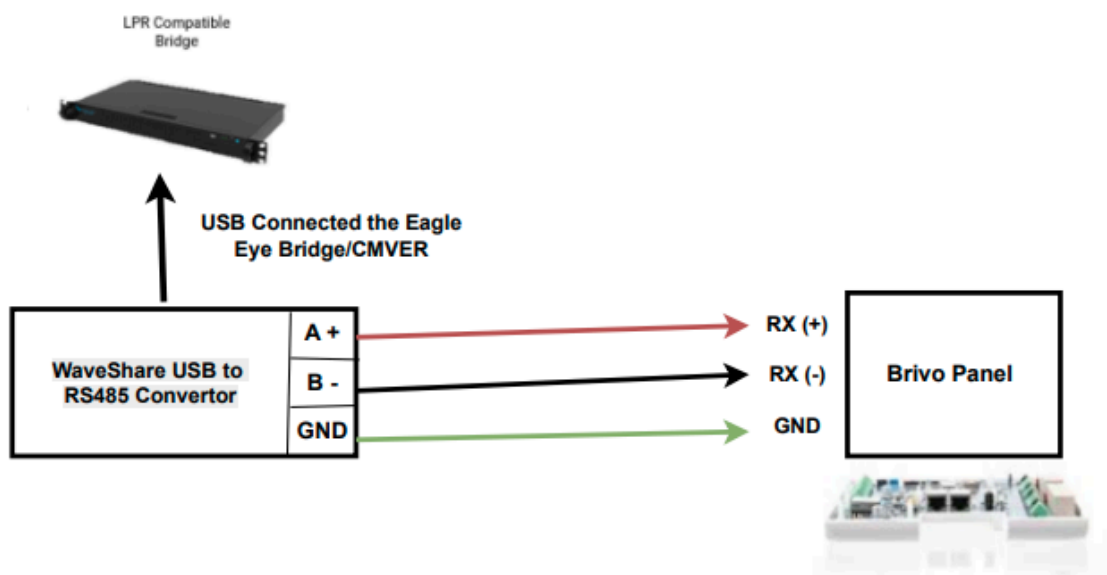 LPR Compatible
Bridge
USB Connected the Eagle
Eye Bridge/CMVER
WaveShare USB to
RS485 Convertor
A +
B -
GND
RX (+)
RX (-)
GND
Brivo Panel